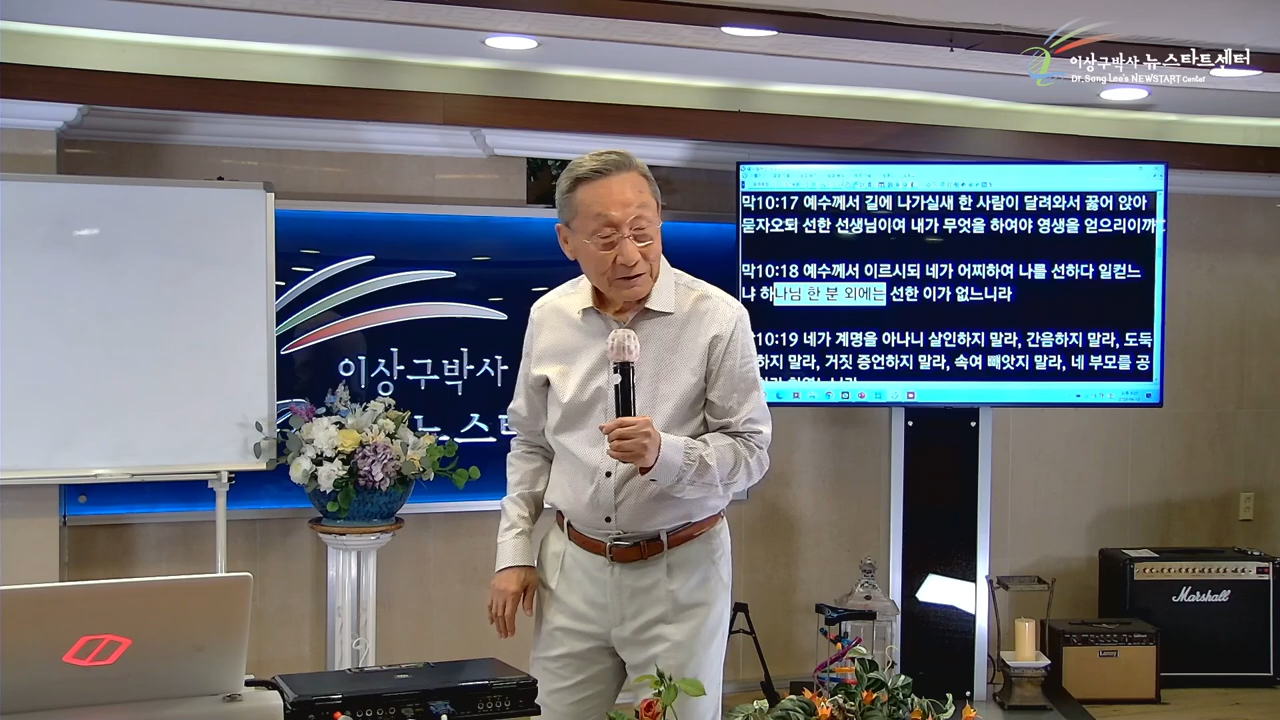 이상구박사 뉴스타트센터
Dr. Sang Lee's NEWSTART Center
막10:17 예수께서 길에 나가실새 한 사람이 달려와서 꿇어 앉아
묻자오되 선한 선생님이여 내가 무엇을 하여야 영생을 얻으리이까
막10:18 예수께서 이르시되 네가 어찌하여 나를 선하다 일컫느
냐 하나님 한 분 외에는 선한 이가 없느니라
10:19 네가 계명을 아나니 살인하지 말라, 간음하지 말라, 도둑
하지 말라, 거짓 증언하지 말라, 속여 빼앗지 말라, 네 부모를 공
이상구박사
뉴스타
Marshall
Laney